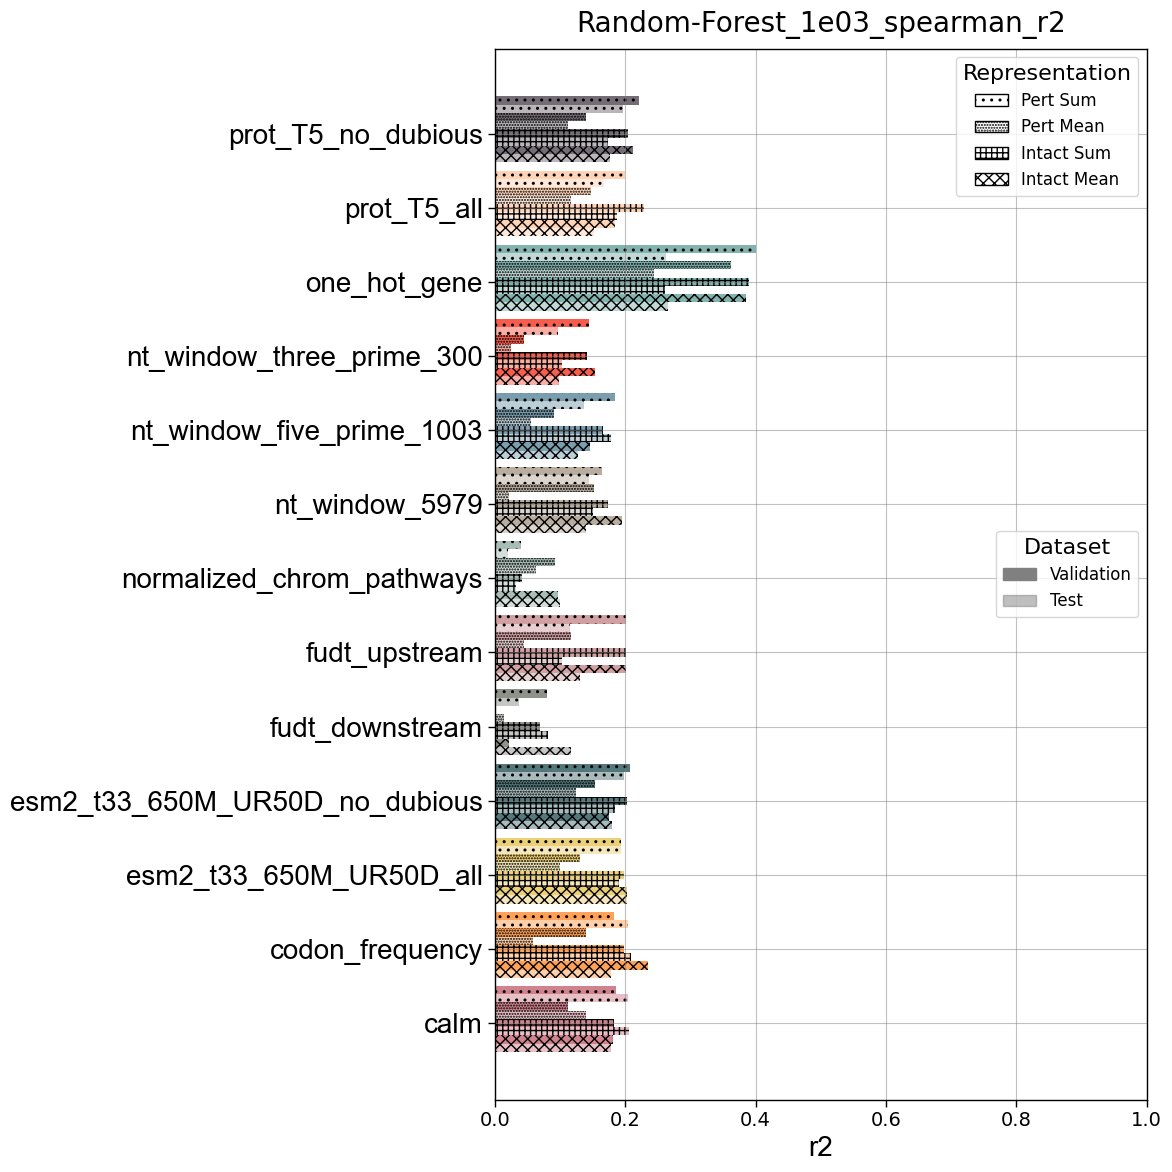 Random-Forest_1e03_spearman_r2
Representation
Pert Sum
Pert Mean
Intact Sum
Intact Mean
prot_T5_no_dubious
prot_T5_all
one_hot_gene
nt_window_three_prime_300
nt_window_five_prime_1003
nt_window_5979
normalized_chrom_pathways
fudt_upstream
fudt_downstream
esm2_t33_650M_UR50D_no_dubious
esm2_t33_650M_UR50D_all
codon_frequency
calm
Dataset
Validation
Test
0.0 0.2 0.4 0.6 0.8 1.0
r2